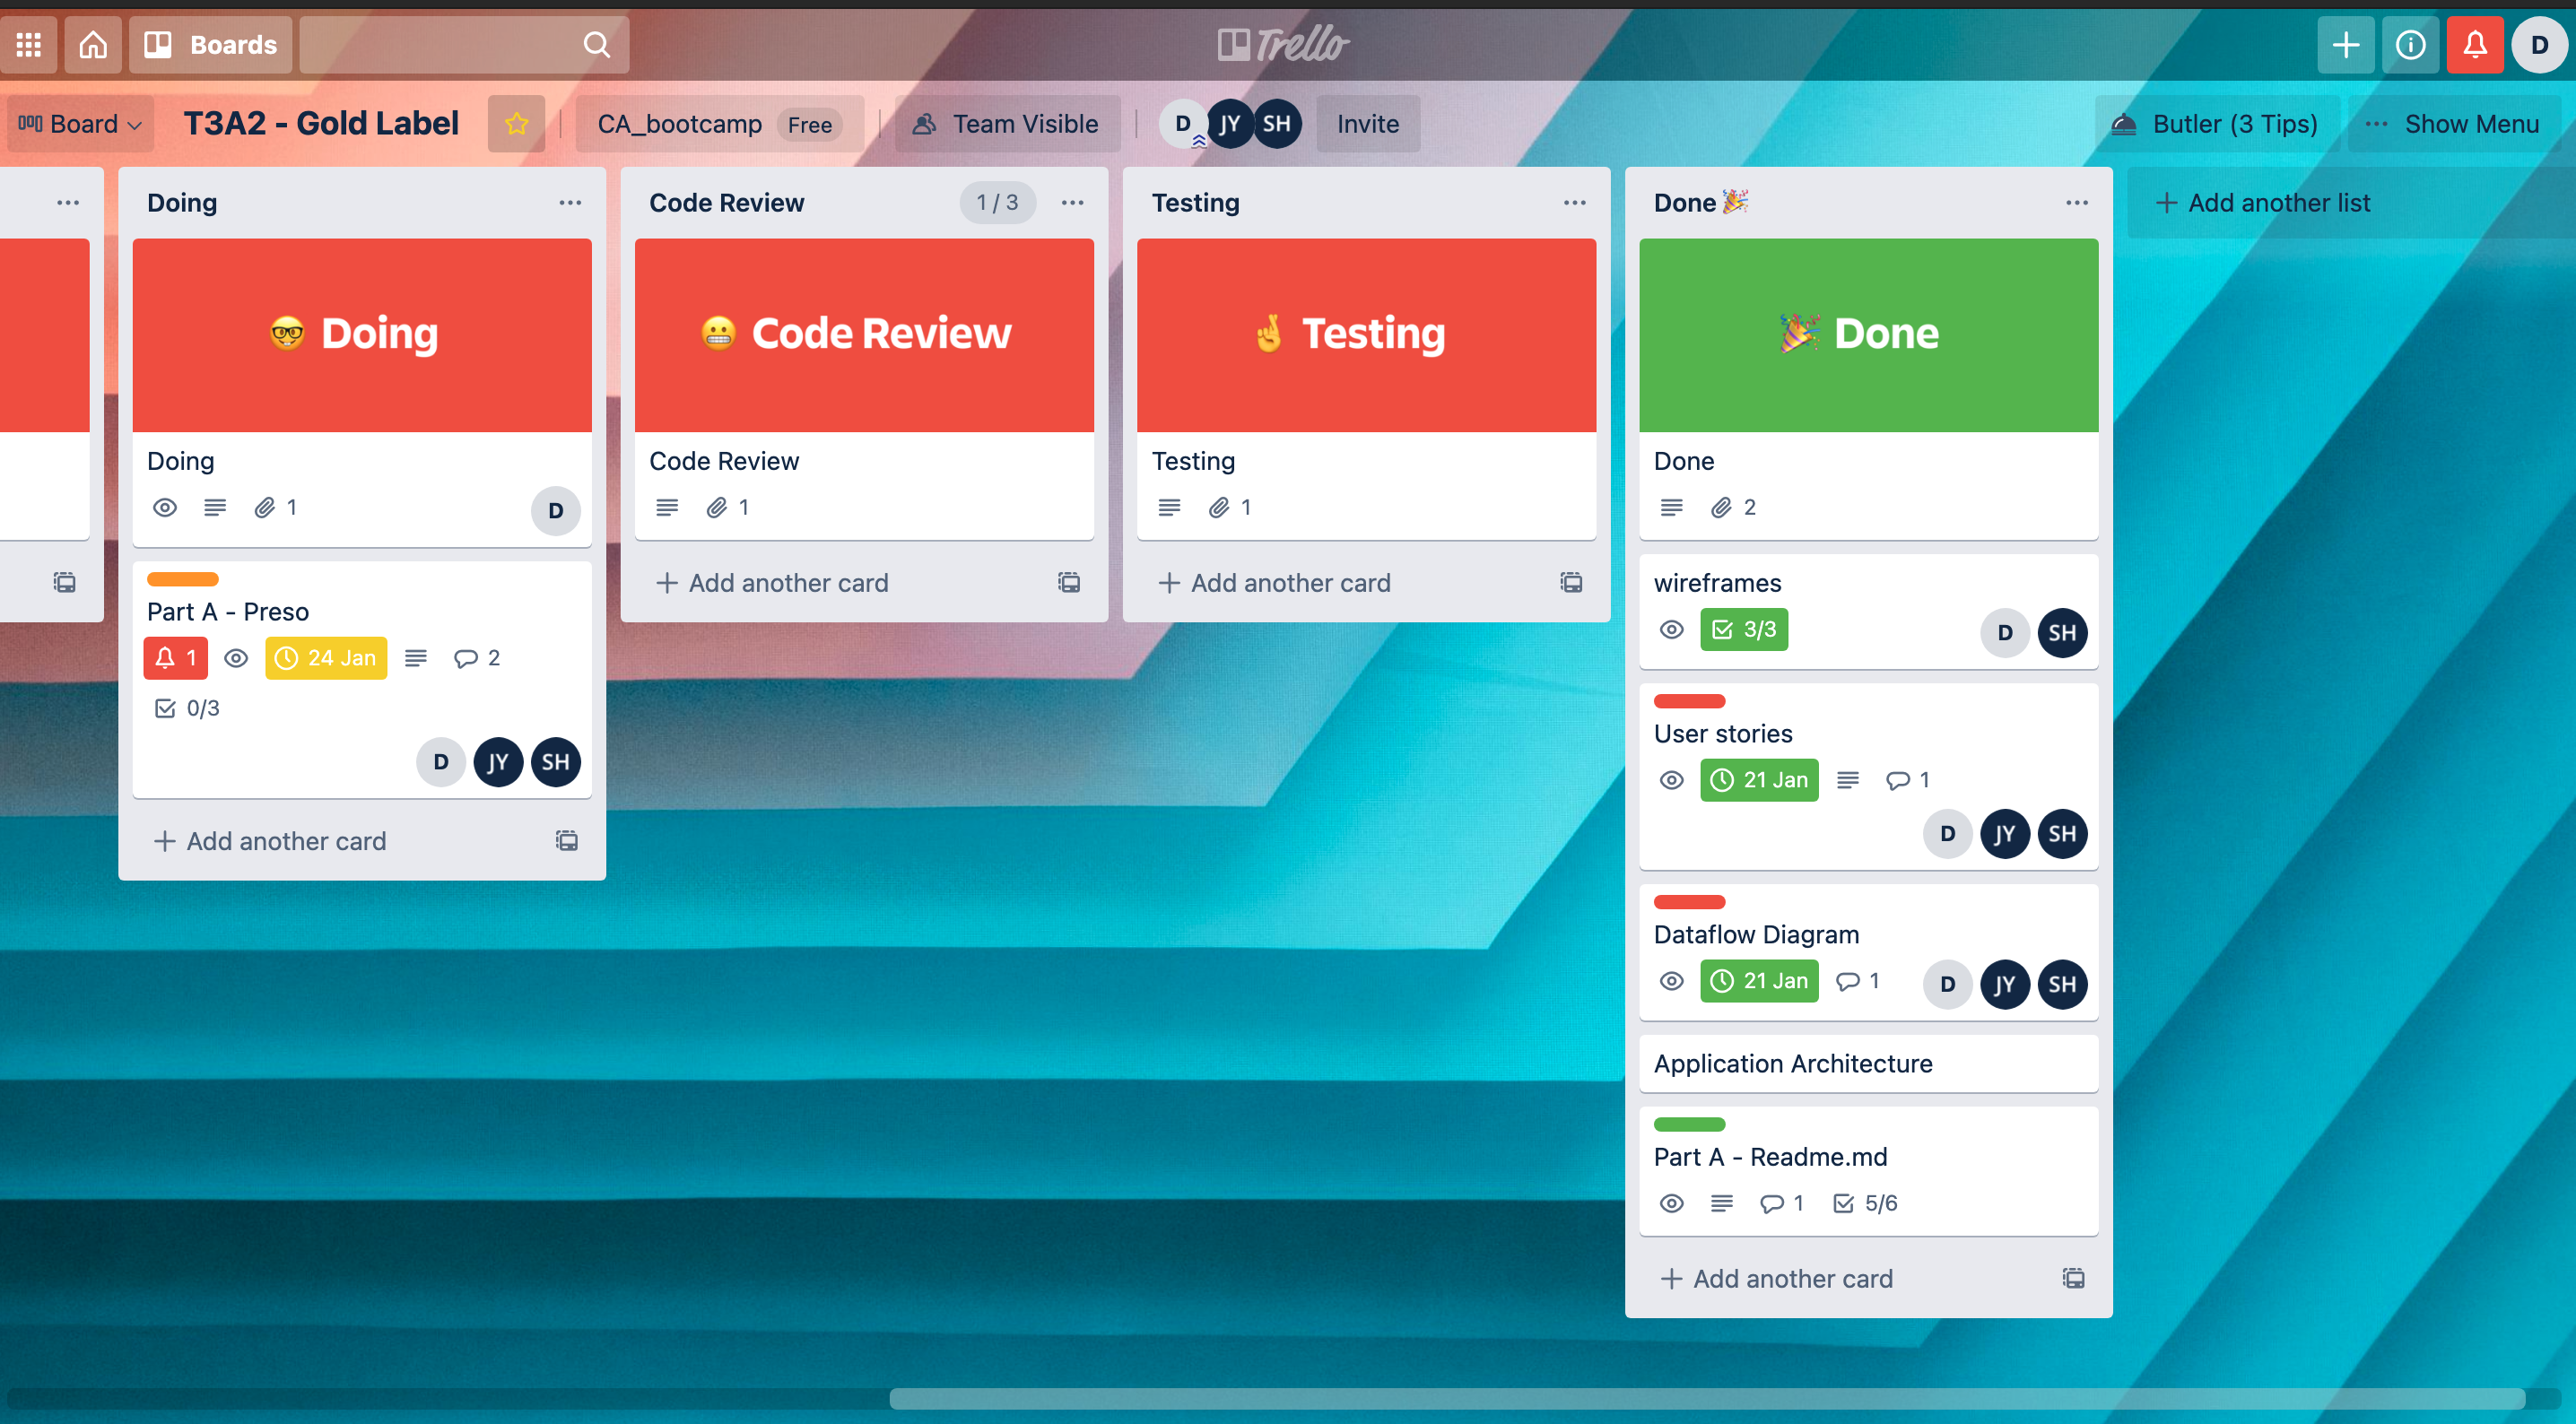 Boards
Trello
D
Board
T3A2 - Gold Label
CA_bootcamp Free
Team Visible
D JY SH
Invite
Butler (3 Tips)
... Show Menu
Doing
🤓 Doing
Doing
1
D
Part A - Preso
1 24 Jan 2
0/3
D JY SH
+ Add another card
Code Review 1 / 3
😬 Code Review
Code Review
1
+ Add another card
Testing
🤞 Testing
Testing
1
+ Add another card
Done 🎉
🎉 Done
Done
2
wireframes
3/3 D SH
User stories
21 Jan 1
D JY SH
Dataflow Diagram
21 Jan 1 D JY SH
Application Architecture
Part A - Readme.md
1 5/6
+ Add another card
+ Add another list